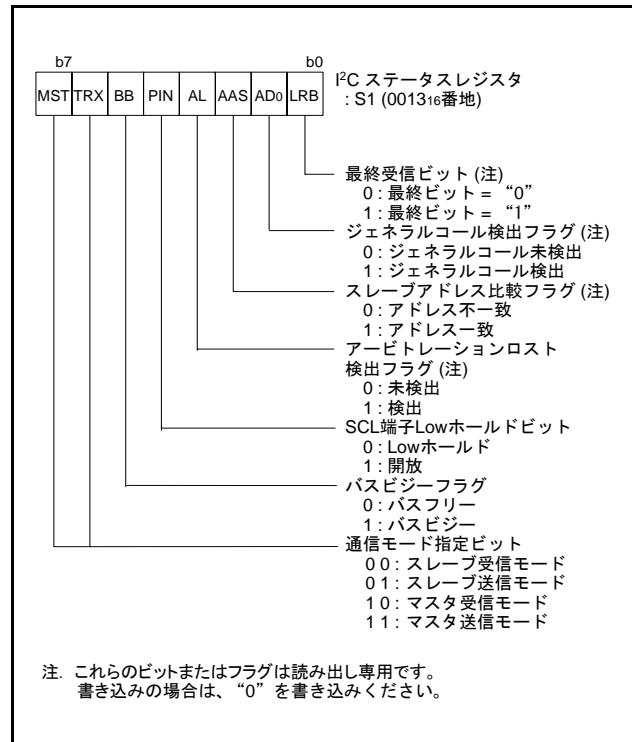 b7 b0
MST TRX BB PIN AL AAS AD0 LRB
I²Cステータスレジスタ
: S1 (001316番地)
最終受信ビット (注)
0 : 最終ビット = “0”
1 : 最終ビット = “1”
ジェネラルコール検出フラグ (注)
0 : ジェネラルコール未検出
1 : ジェネラルコール検出
スレーブアドレス比較フラグ (注)
0 : アドレス不一致
1 : アドレス一致
アービトレーションロスト
検出フラグ (注)
0 : 未検出
1 : 検出
SCL端子Lowホールドビット
0 : Lowホールド
1 : 開放
バスビジーフラグ
0 : バスフリー
1 : バスビジー
通信モード指定ビット
0 0 : スレーブ受信モード
0 1 : スレーブ送信モード
1 0 : マスタ受信モード
1 1 : マスタ送信モード
注. これらのビットまたはフラグは読み出し専用です。
書き込みの場合は、“0”を書き込みください。